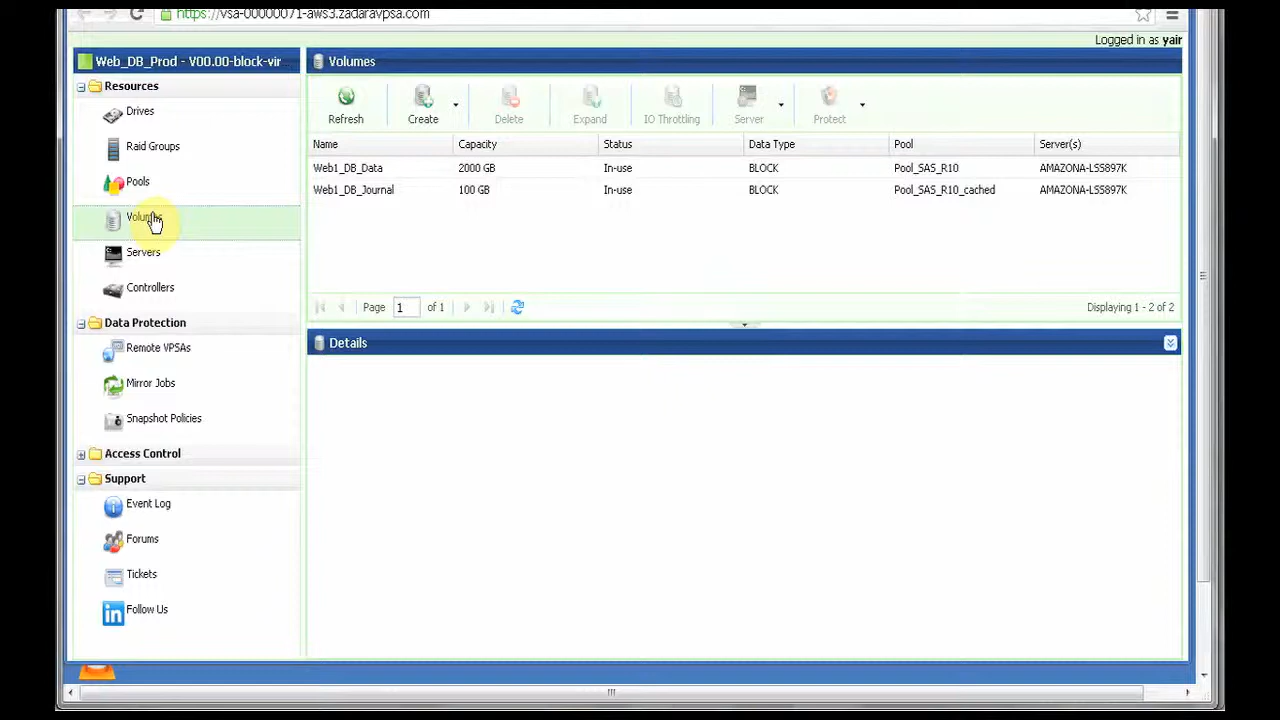 https://vsa-00000071-aws3.zadaravpsa.com
Logged in as yair
Web_DB_Prod - V00.00-block-vir
Resources
Drives
Raid Groups
Pools
Volumes
Servers
Controllers
Data Protection
Remote VPSAs
Mirror Jobs
Snapshot Policies
Access Control
Support
Event Log
Forums
Tickets
in Follow Us
Volumes
Refresh Create Delete Expand IO Throttling Server Protect
Name Capacity Status Data Type Pool Server(s)
Web1_DB_Data 2000 GB In-use BLOCK Pool_SAS_R10 AMAZONA-LS5897K
Web1_DB_Journal 100 GB In-use BLOCK Pool_SAS_R10_cached AMAZONA-LS5897K
Page 1 of 1 Displaying 1 - 2 of 2
Details